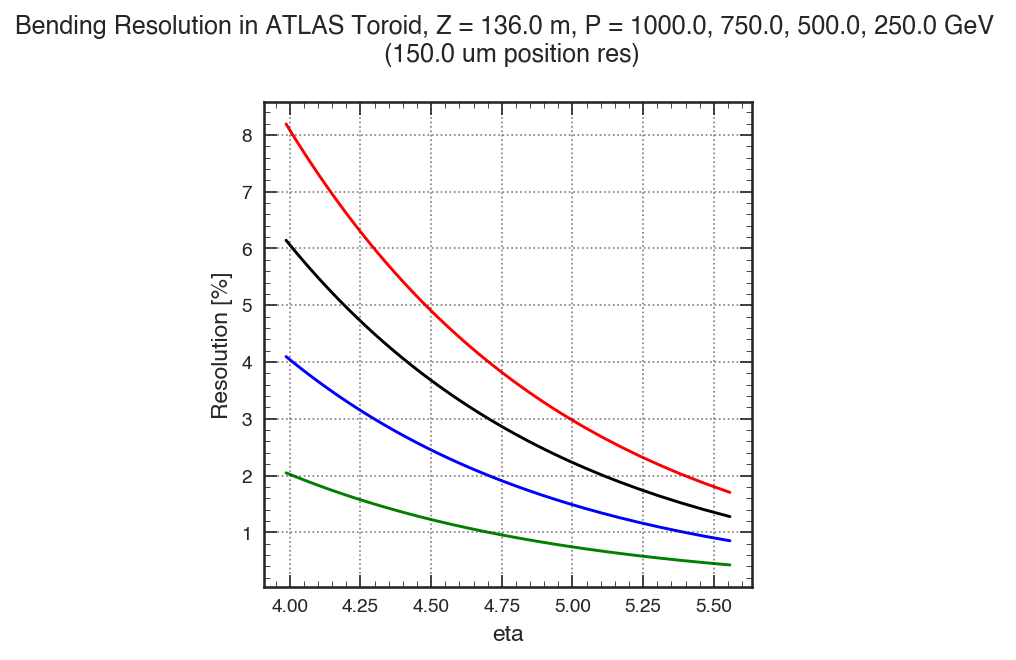 Bending Resolution in ATLAS Toroid, Z = 136.0 m, P = 1000.0, 750.0, 500.0, 250.0 GeV
(150.0 um position res)
Resolution [%]
8
7
6
5
4
3
2
1
4.00 4.25 4.50 4.75 5.00 5.25 5.50
eta